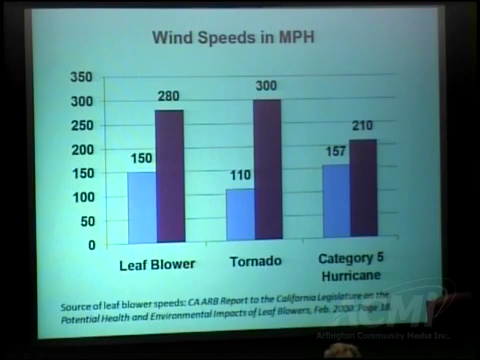 Wind Speeds in MPH
350
300
250
200
150
100
50
0
150
280
110
300
157
210
Leaf Blower
Tornado
Category 5
Hurricane
Source of leaf blower speeds: CA ARB Report to the California Legislature on the
Potential Health and Environmental Impacts of Leaf Blowers, Feb. 2000. Page 18
ACMi
Arlington Community Media Inc.